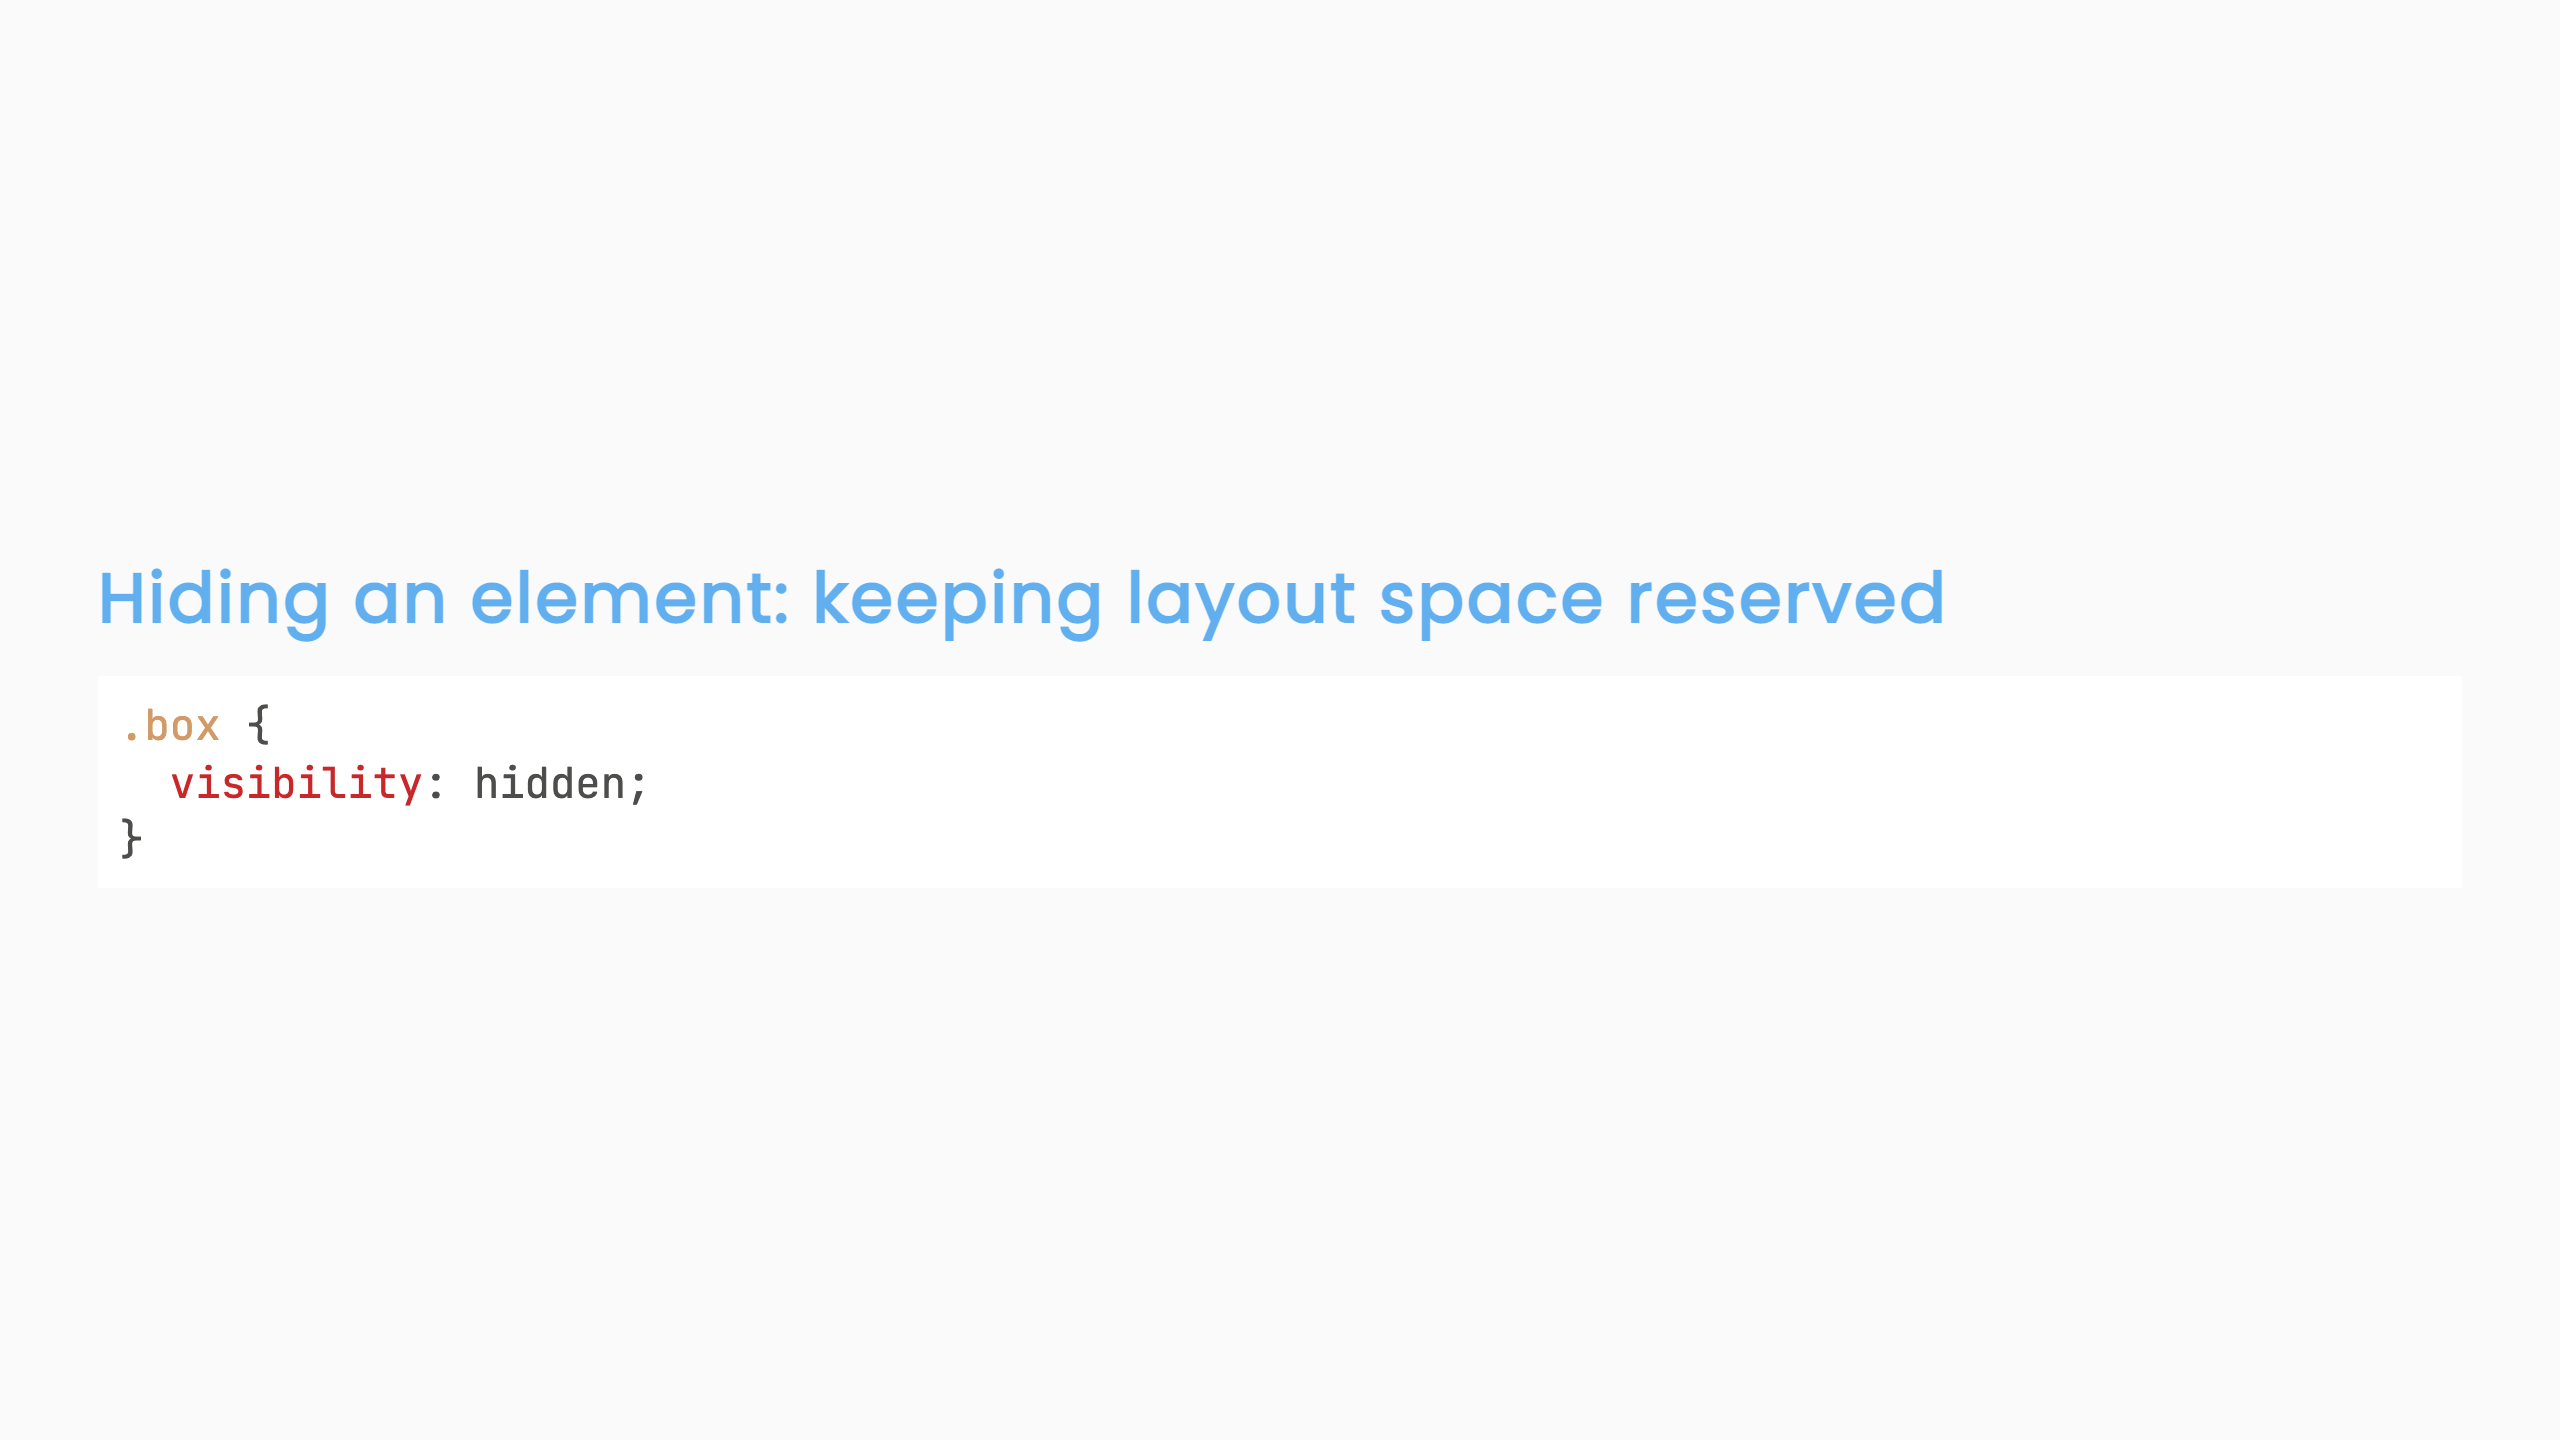 Hiding an element: keeping layout space reserved
.box {
  visibility: hidden;
}